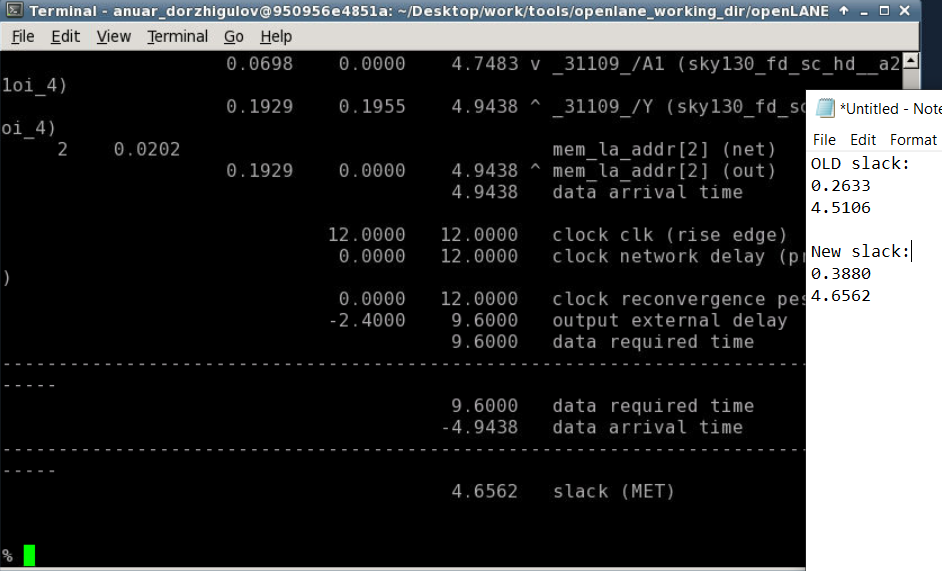 Terminal - anuar_dorzhigulov@950956e4851a: ~/Desktop/work/tools/openlane_working_dir/openLANE
File Edit View Terminal Go Help
0.0698 0.0000 4.7483 v _31109_/A1 (sky130_fd_sc_hd__a2
1oi_4)
0.1929 0.1955 4.9438 ^ _31109_/Y (sky130_fd_sc
oi_4)
2 0.0202 mem_la_addr[2] (net)
0.1929 0.0000 4.9438 ^ mem_la_addr[2] (out)
4.9438 data arrival time
12.0000 12.0000 clock clk (rise edge)
0.0000 12.0000 clock network delay (pr
)
0.0000 12.0000 clock reconvergence pes
-2.4000 9.6000 output external delay
9.6000 data required time
-------------------------------------------------------------------------
-----
9.6000 data required time
-4.9438 data arrival time
-------------------------------------------------------------------------
-----
4.6562 slack (MET)
%
*Untitled - Note
File Edit Format
OLD slack:
0.2633
4.5106
New slack:
0.3880
4.6562